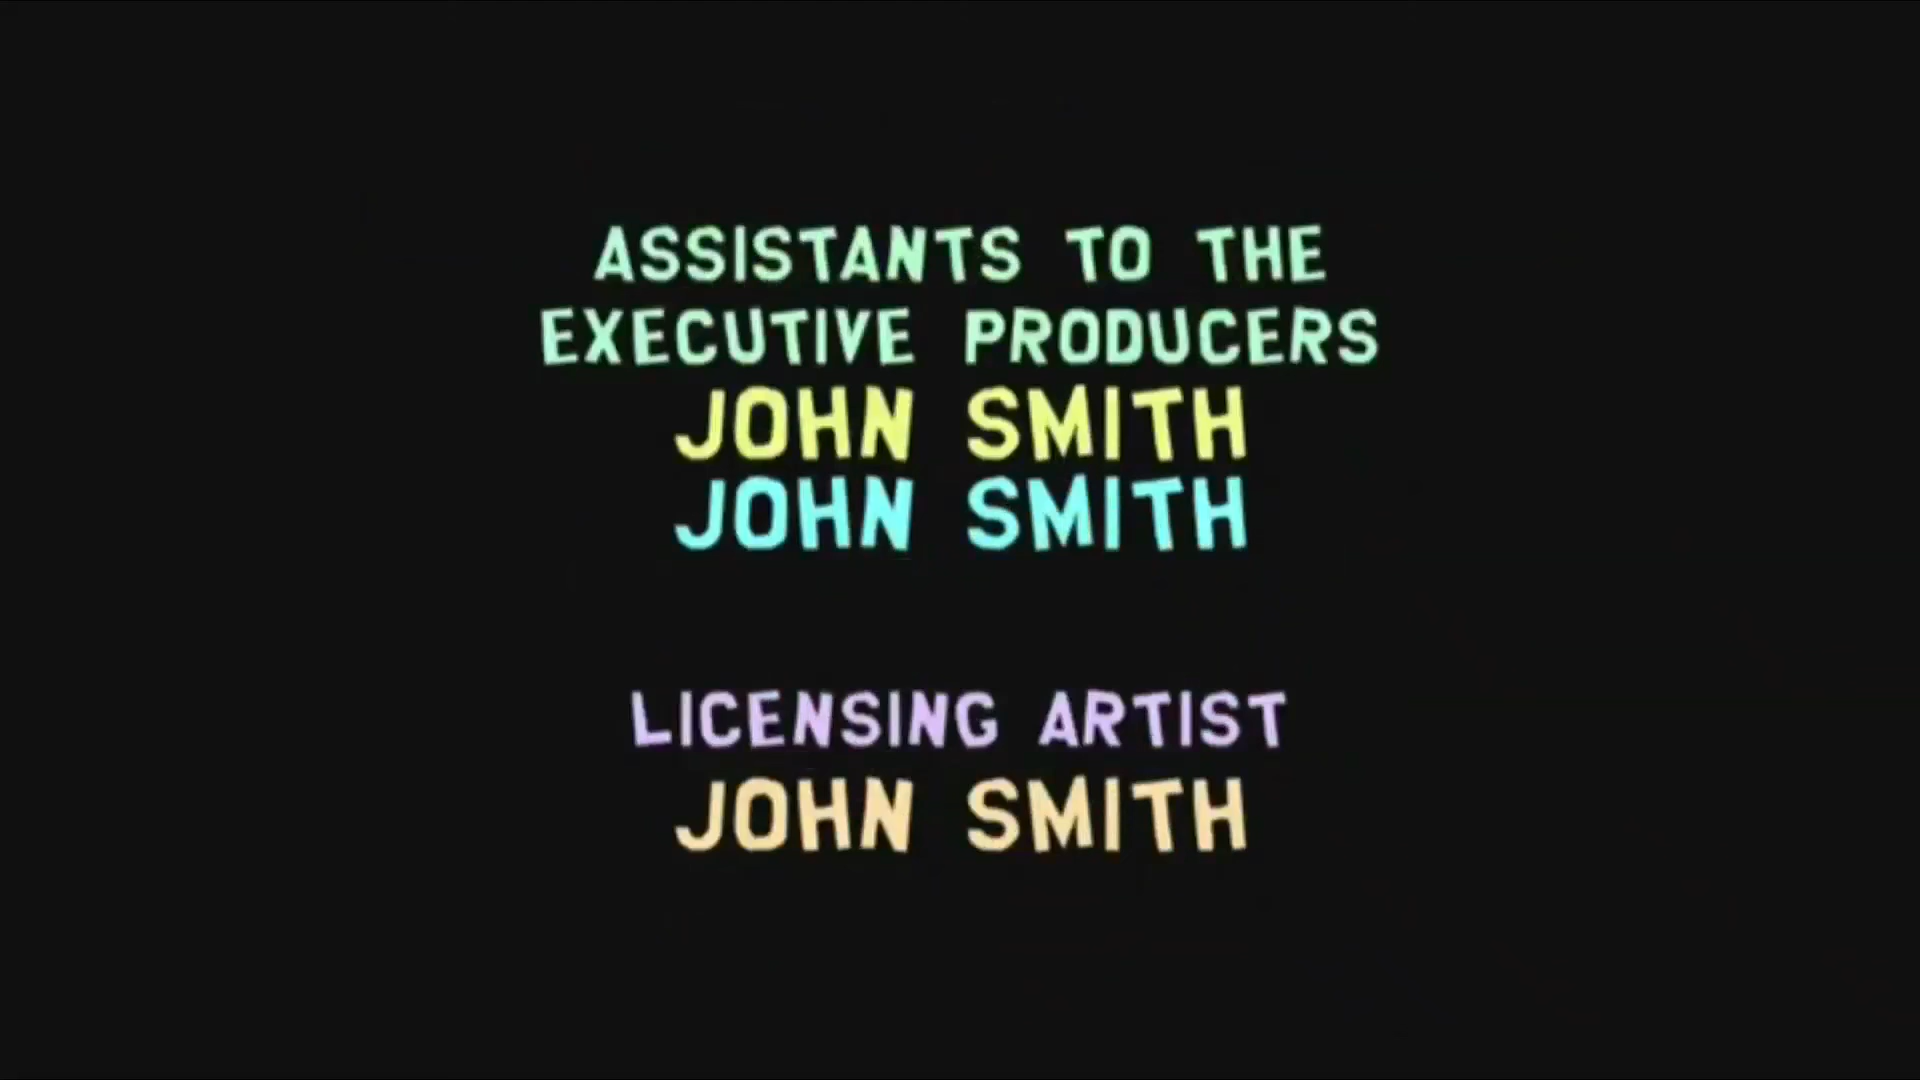 ASSISTANTS TO THE
EXECUTIVE PRODUCERS
JOHN SMITH
JOHN SMITH
LICENSING ARTIST
JOHN SMITH